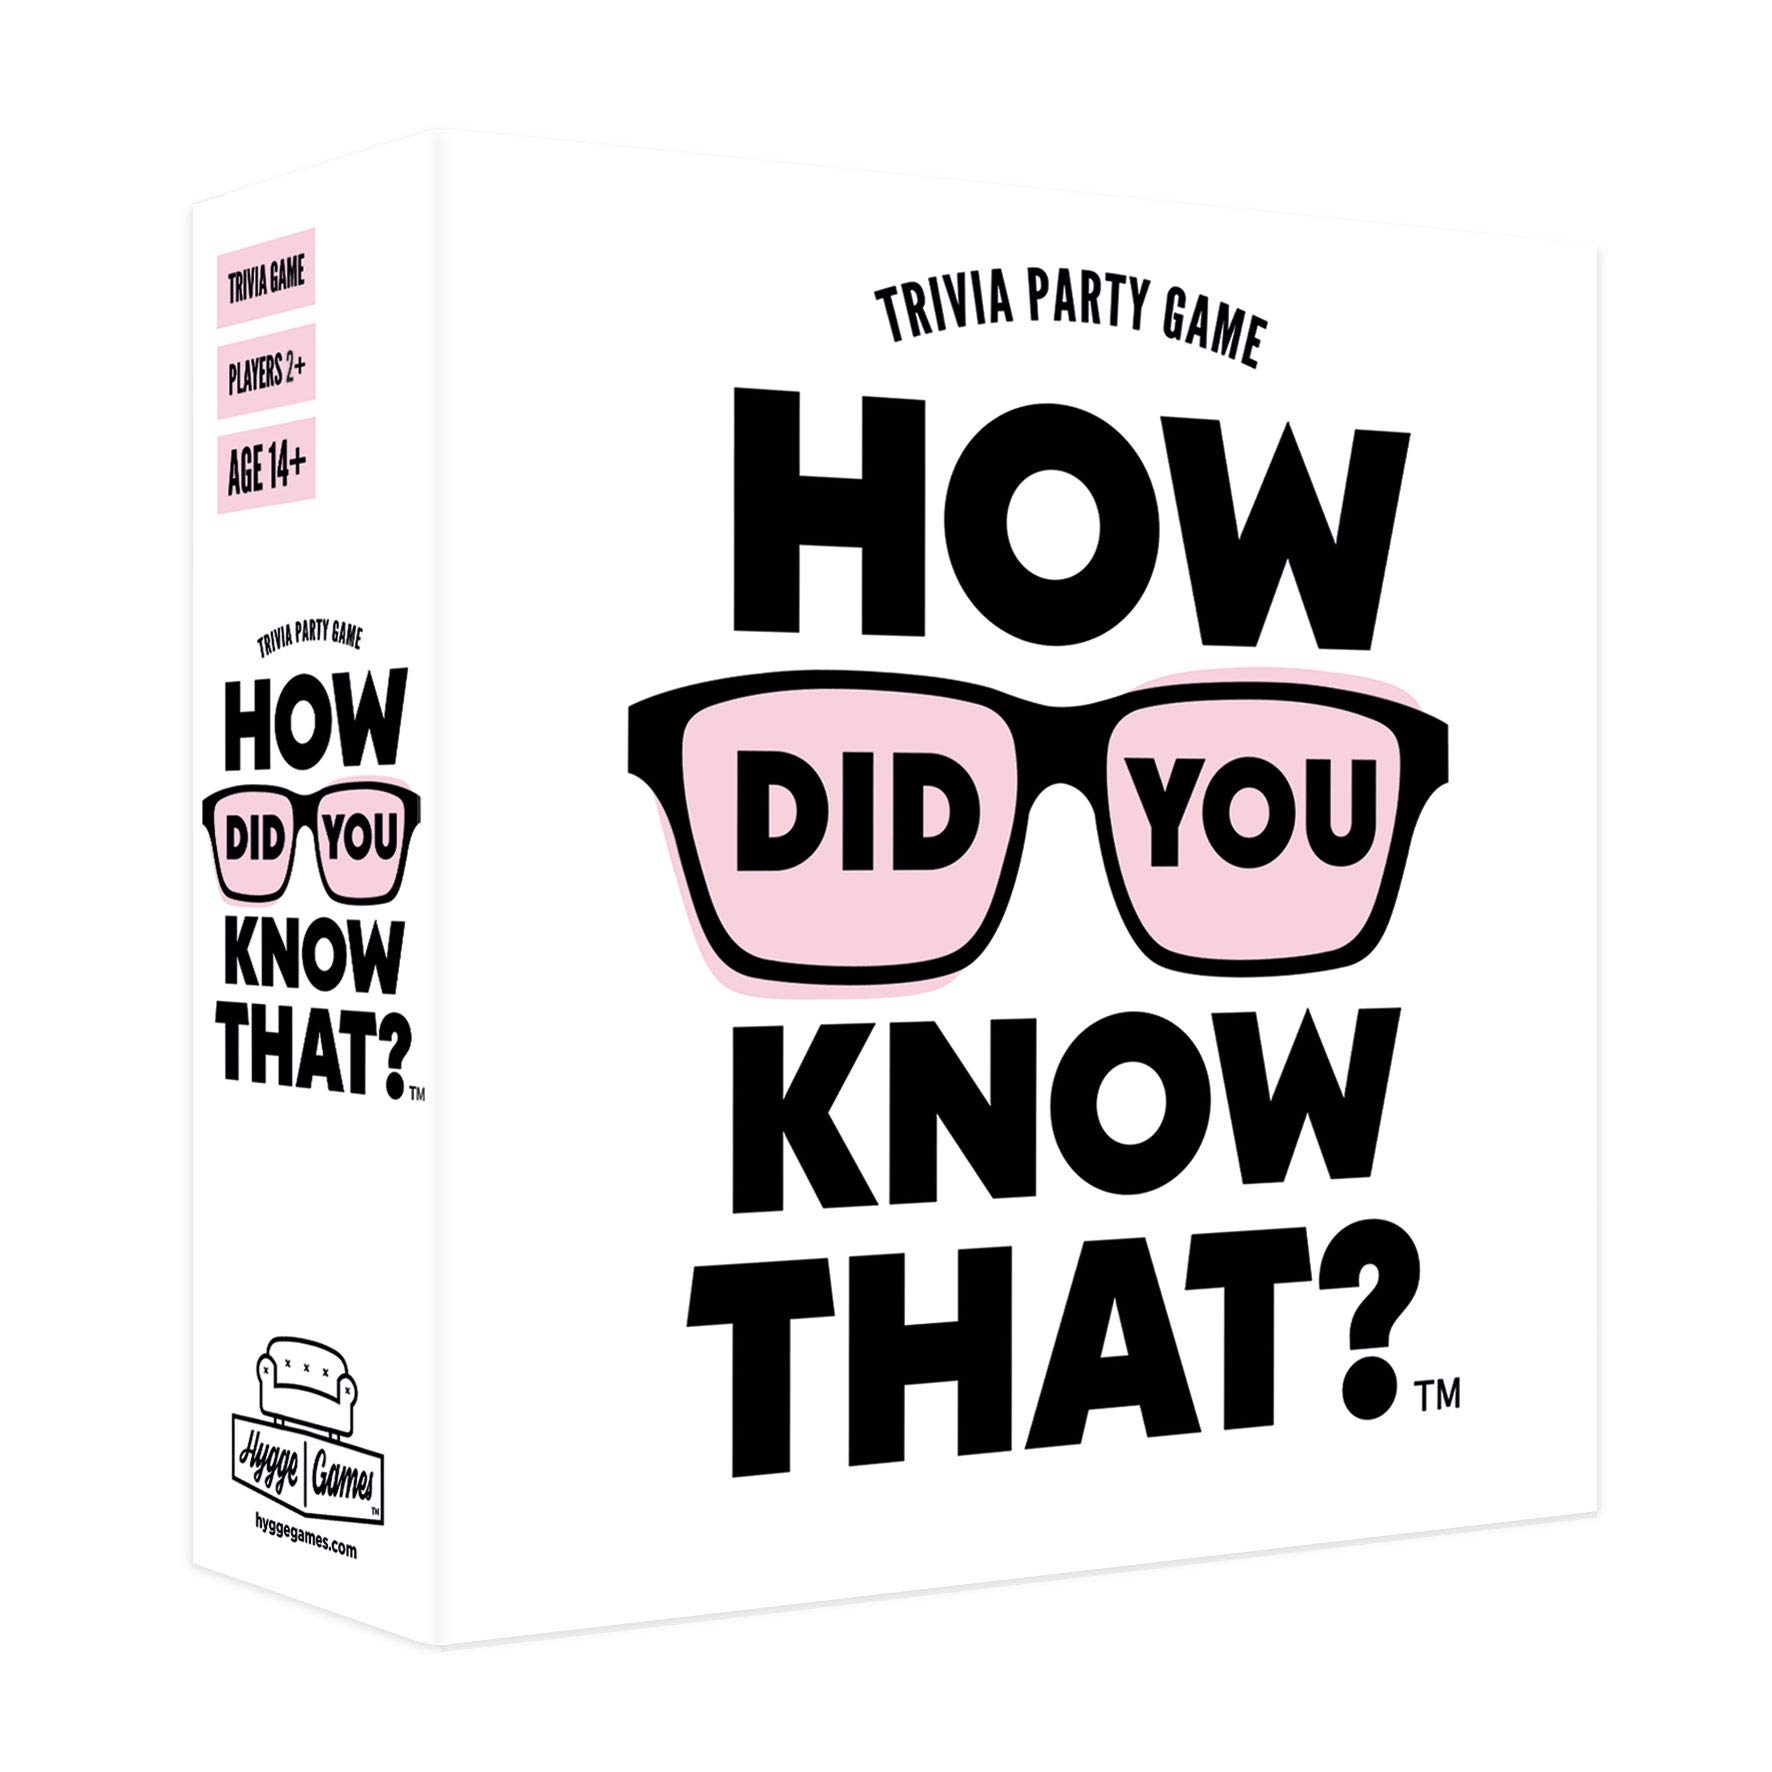 TRIVIA GAME
PLAYERS 2+
AGE 14+
TRIVIA PARTY GAME
HOW
DID YOU
KNOW
THAT?™
Hygge Games™
hyggegames.com
TRIVIA PARTY GAME
HOW
DID YOU
KNOW
THAT?™